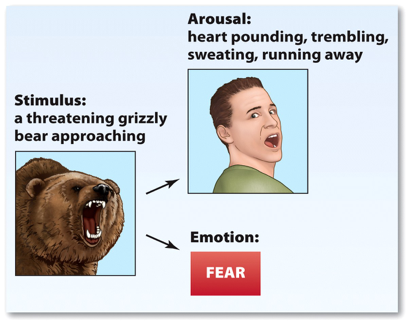 Arousal:
heart pounding, trembling,
sweating, running away
Stimulus:
a threatening grizzly
bear approaching
Emotion:
FEAR